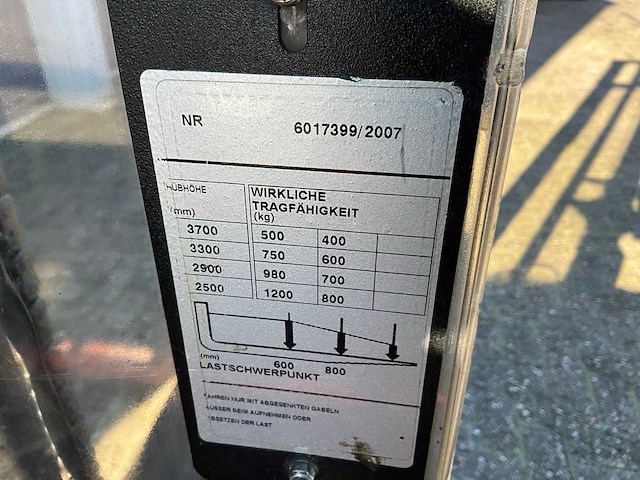 NR 6017399/2007
HUBHÖHE
(mm)
WIRKLICHE
TRAGFÄHIGKEIT
(kg)
3700 500 400
3300 750 600
2900 980 700
2500 1200 800
(mm) 600 800
LASTSCHWERPUNKT
FAHREN NUR MIT ABGESENKTEN GABELN
AUSSER BEIM AUFNEHMEN ODER
ABSETZEN DER LAST